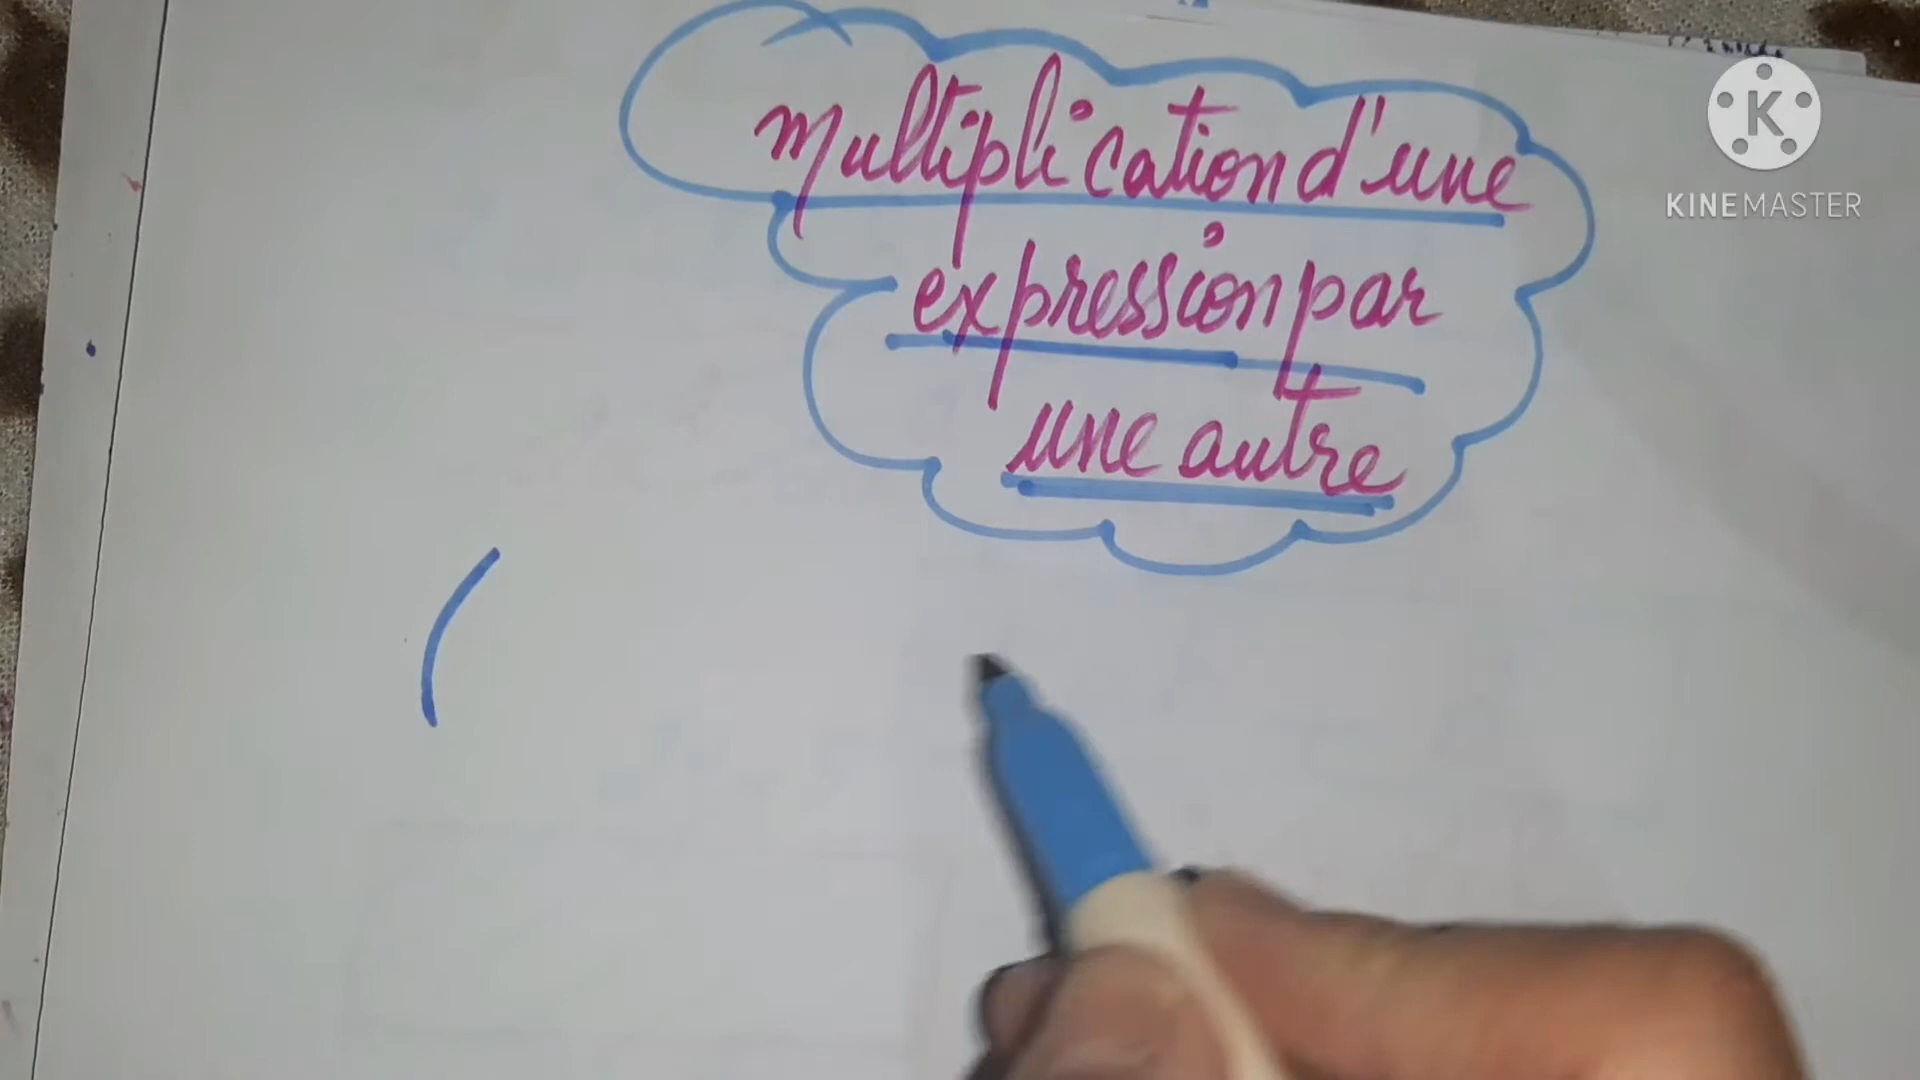 Multiplication d'une
expression par
une autre
(
K
KINEMASTER